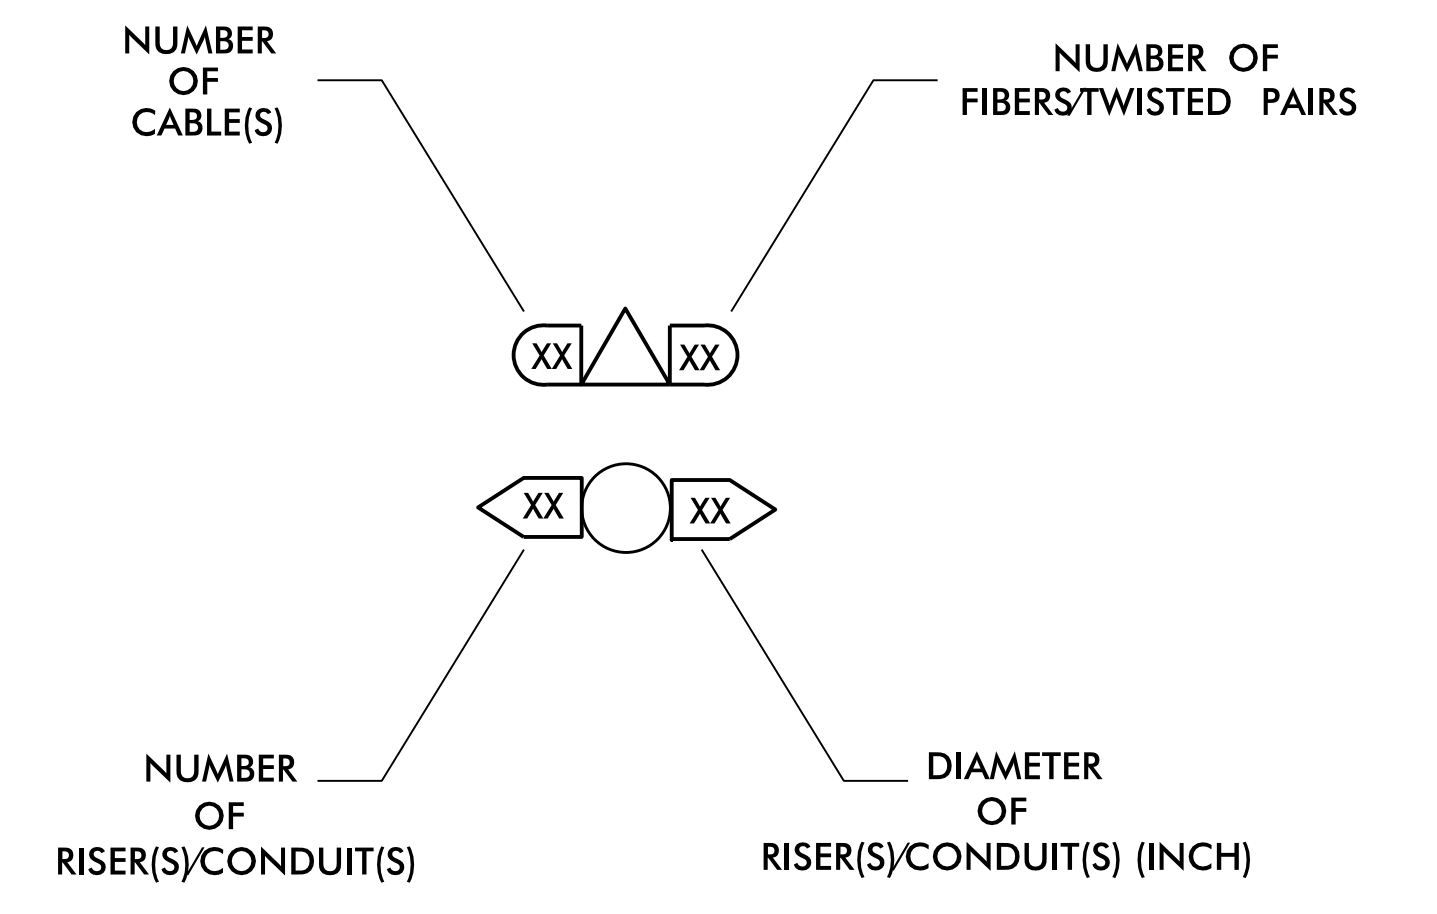 NUMBER
OF
CABLE(S)
NUMBER OF
FIBERS/TWISTED PAIRS
XX
XX
XX
XX
NUMBER
OF
RISER(S)/CONDUIT(S)
DIAMETER
OF
RISER(S)/CONDUIT(S) (INCH)